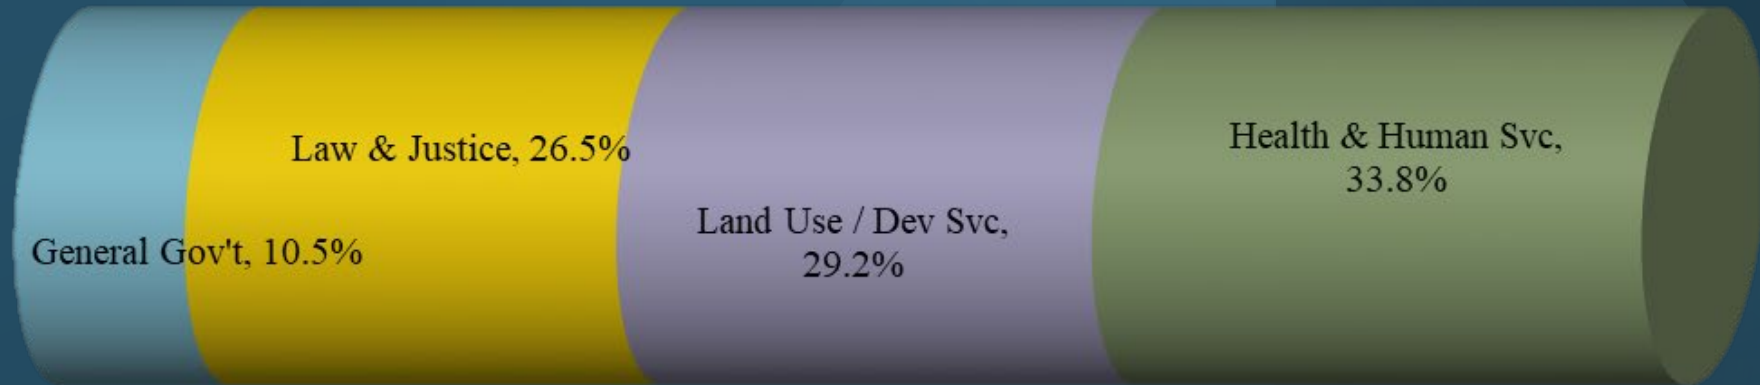 General Gov't, 10.5%
Law & Justice, 26.5%
Land Use / Dev Svc,
29.2%
Health & Human Svc,
33.8%